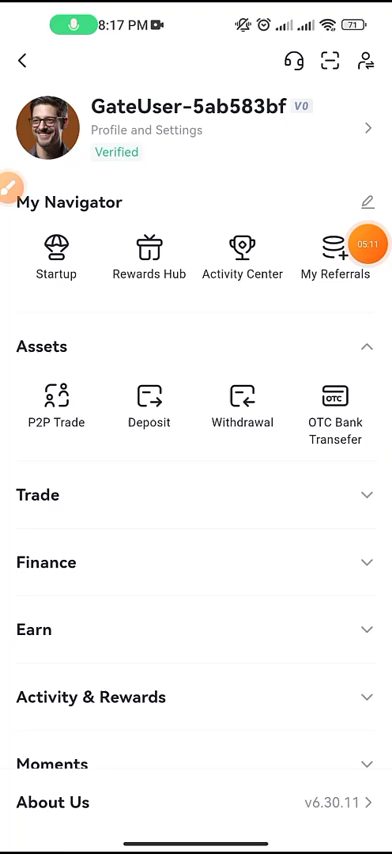 8:17 PM
71
GateUser-5ab583bf V0
Profile and Settings
Verified
My Navigator
05:11
Startup
Rewards Hub
Activity Center
My Referrals
Assets
P2P Trade
Deposit
Withdrawal
OTC
OTC Bank
Transefer
Trade
Finance
Earn
Activity & Rewards
Moments
About Us
v6.30.11